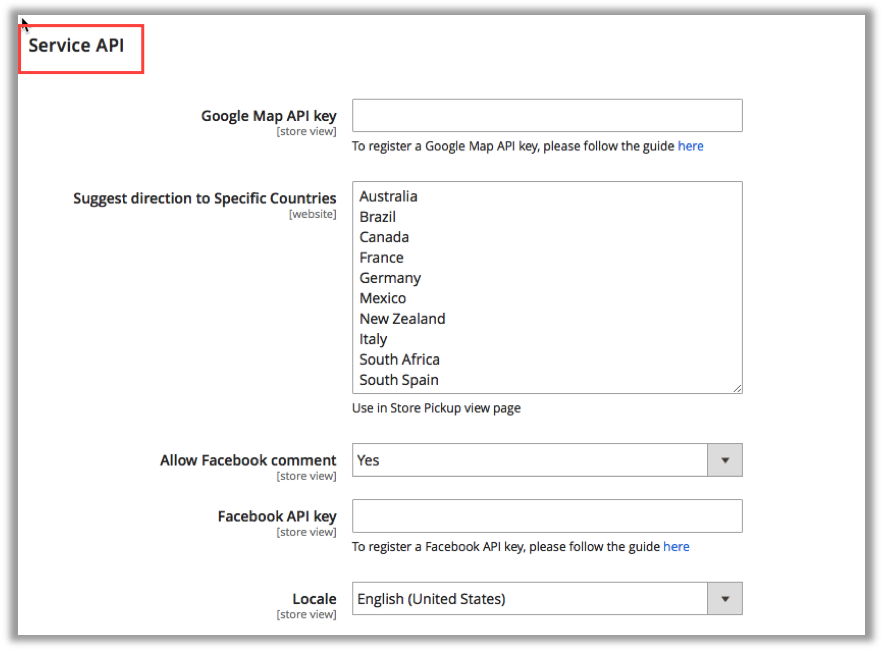 Service API
Google Map API key
[store view]
To register a Google Map API key, please follow the guide here
Suggest direction to Specific Countries
[website]
Australia
Brazil
Canada
France
Germany
Mexico
New Zealand
Italy
South Africa
South Spain
Use in Store Pickup view page
Allow Facebook comment
[store view]
Yes
Facebook API key
[store view]
To register a Facebook API key, please follow the guide here
Locale
[store view]
English (United States)